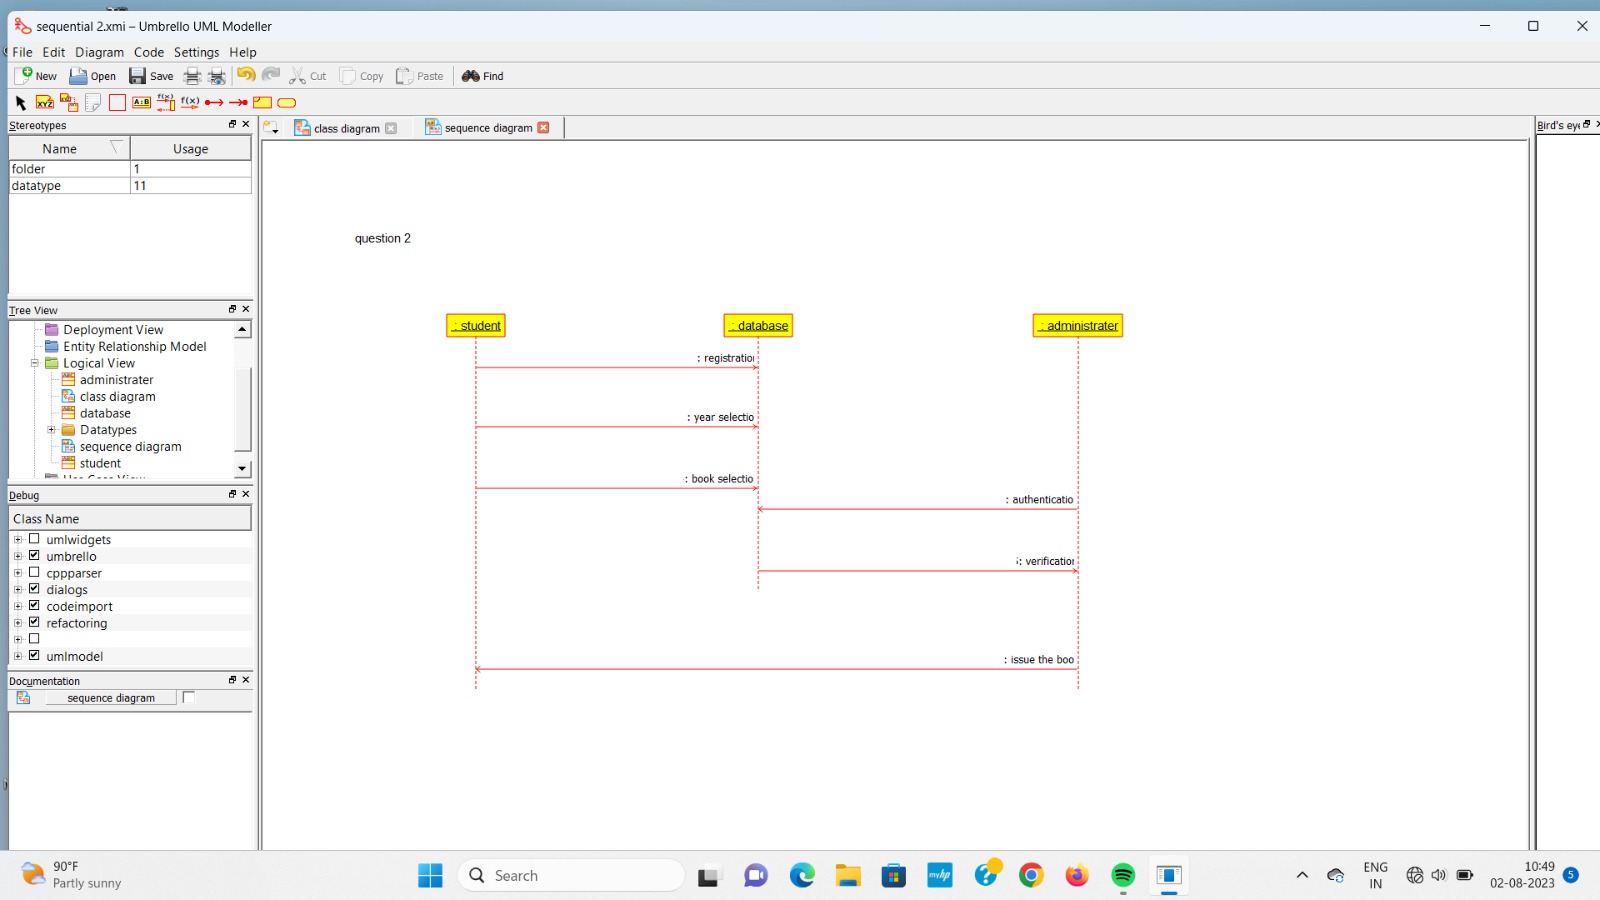 sequential 2.xmi – Umbrello UML Modeller
File Edit Diagram Code Settings Help
New Open Save Cut Copy Paste Find
XYZ A:B f(x) f(x)
Stereotypes
Name Usage
folder 1
datatype 11
Tree View
Deployment View
Entity Relationship Model
Logical View
administrater
class diagram
database
Datatypes
sequence diagram
student
Debug
Class Name
umlwidgets
umbrello
cppparser
dialogs
codeimport
refactoring
umlmodel
Documentation
sequence diagram
class diagram
sequence diagram
Bird's eye
question 2
: student
: database
: administrater
: registration
: year selectio
: book selectio
: authenticatio
: verification
: issue the boo
90°F
Partly sunny
Search
myhp
ENG
IN
10:49
02-08-2023
5